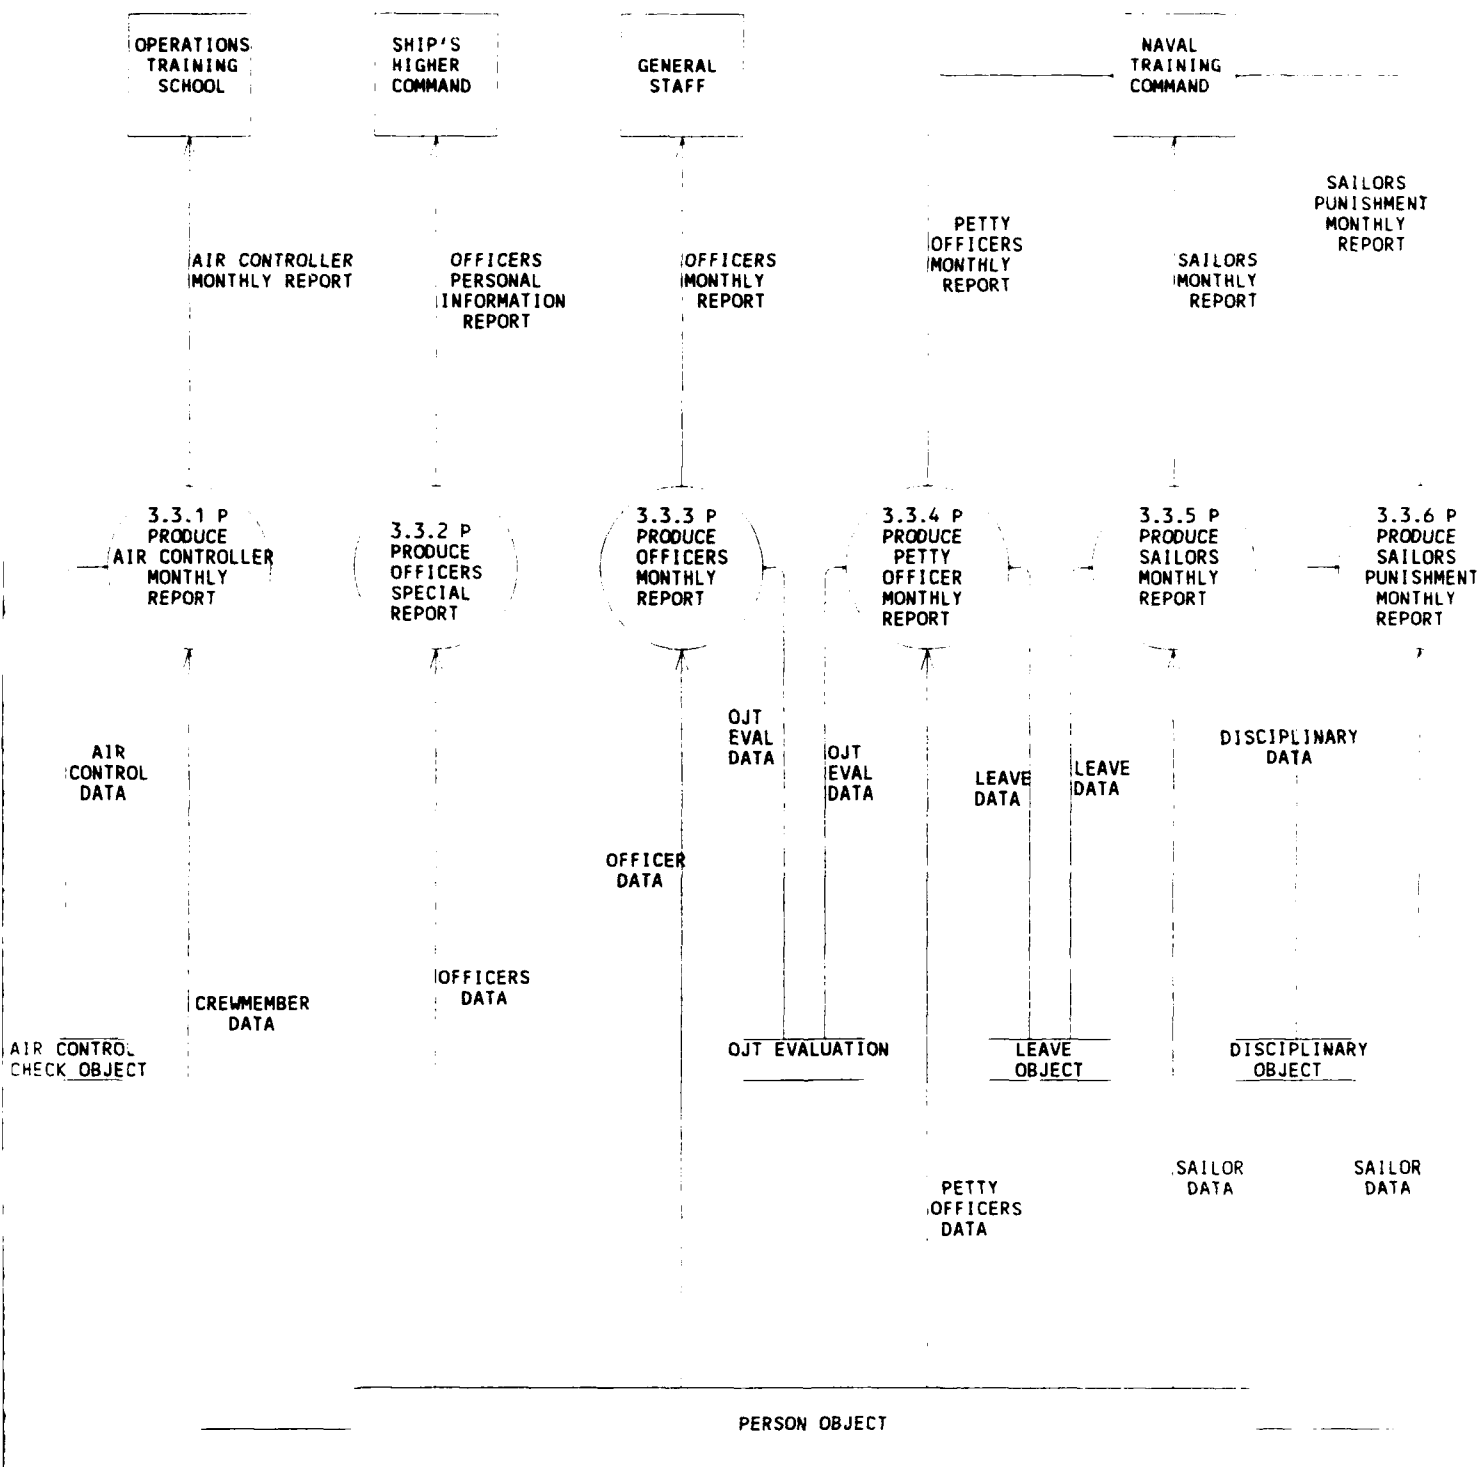 OPERATIONS
TRAINING
SCHOOL
SHIP'S
HIGHER
COMMAND
GENERAL
STAFF
NAVAL
TRAINING
COMMAND
AIR CONTROLLER
MONTHLY REPORT
OFFICERS
PERSONAL
INFORMATION
REPORT
OFFICERS
MONTHLY
REPORT
PETTY
OFFICERS
MONTHLY
REPORT
SAILORS
MONTHLY
REPORT
SAILORS
PUNISHMENT
MONTHLY
REPORT
3.3.1 P
PRODUCE
AIR CONTROLLER
MONTHLY
REPORT
3.3.2 P
PRODUCE
OFFICERS
SPECIAL
REPORT
3.3.3 P
PRODUCE
OFFICERS
MONTHLY
REPORT
3.3.4 P
PRODUCE
PETTY
OFFICER
MONTHLY
REPORT
3.3.5 P
PRODUCE
SAILORS
MONTHLY
REPORT
3.3.6 P
PRODUCE
SAILORS
PUNISHMENT
MONTHLY
REPORT
AIR
CONTROL
DATA
CREWMEMBER
DATA
OFFICERS
DATA
OFFICER
DATA
OJT
EVAL
DATA
OJT
EVAL
DATA
LEAVE
DATA
LEAVE
DATA
DISCIPLINARY
DATA
AIR CONTROL
CHECK OBJECT
OJT EVALUATION
LEAVE
OBJECT
DISCIPLINARY
OBJECT
PETTY
OFFICERS
DATA
SAILOR
DATA
SAILOR
DATA
PERSON OBJECT